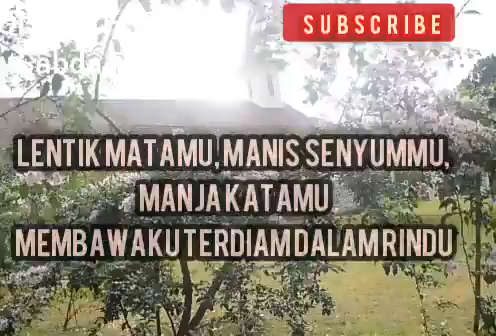 SUBSCRIBE
LENTIK MATAMU, MANIS SENYUMMU,
MANJA KATAMU
MEMBAWAKU TERDIAM DALAM RINDU